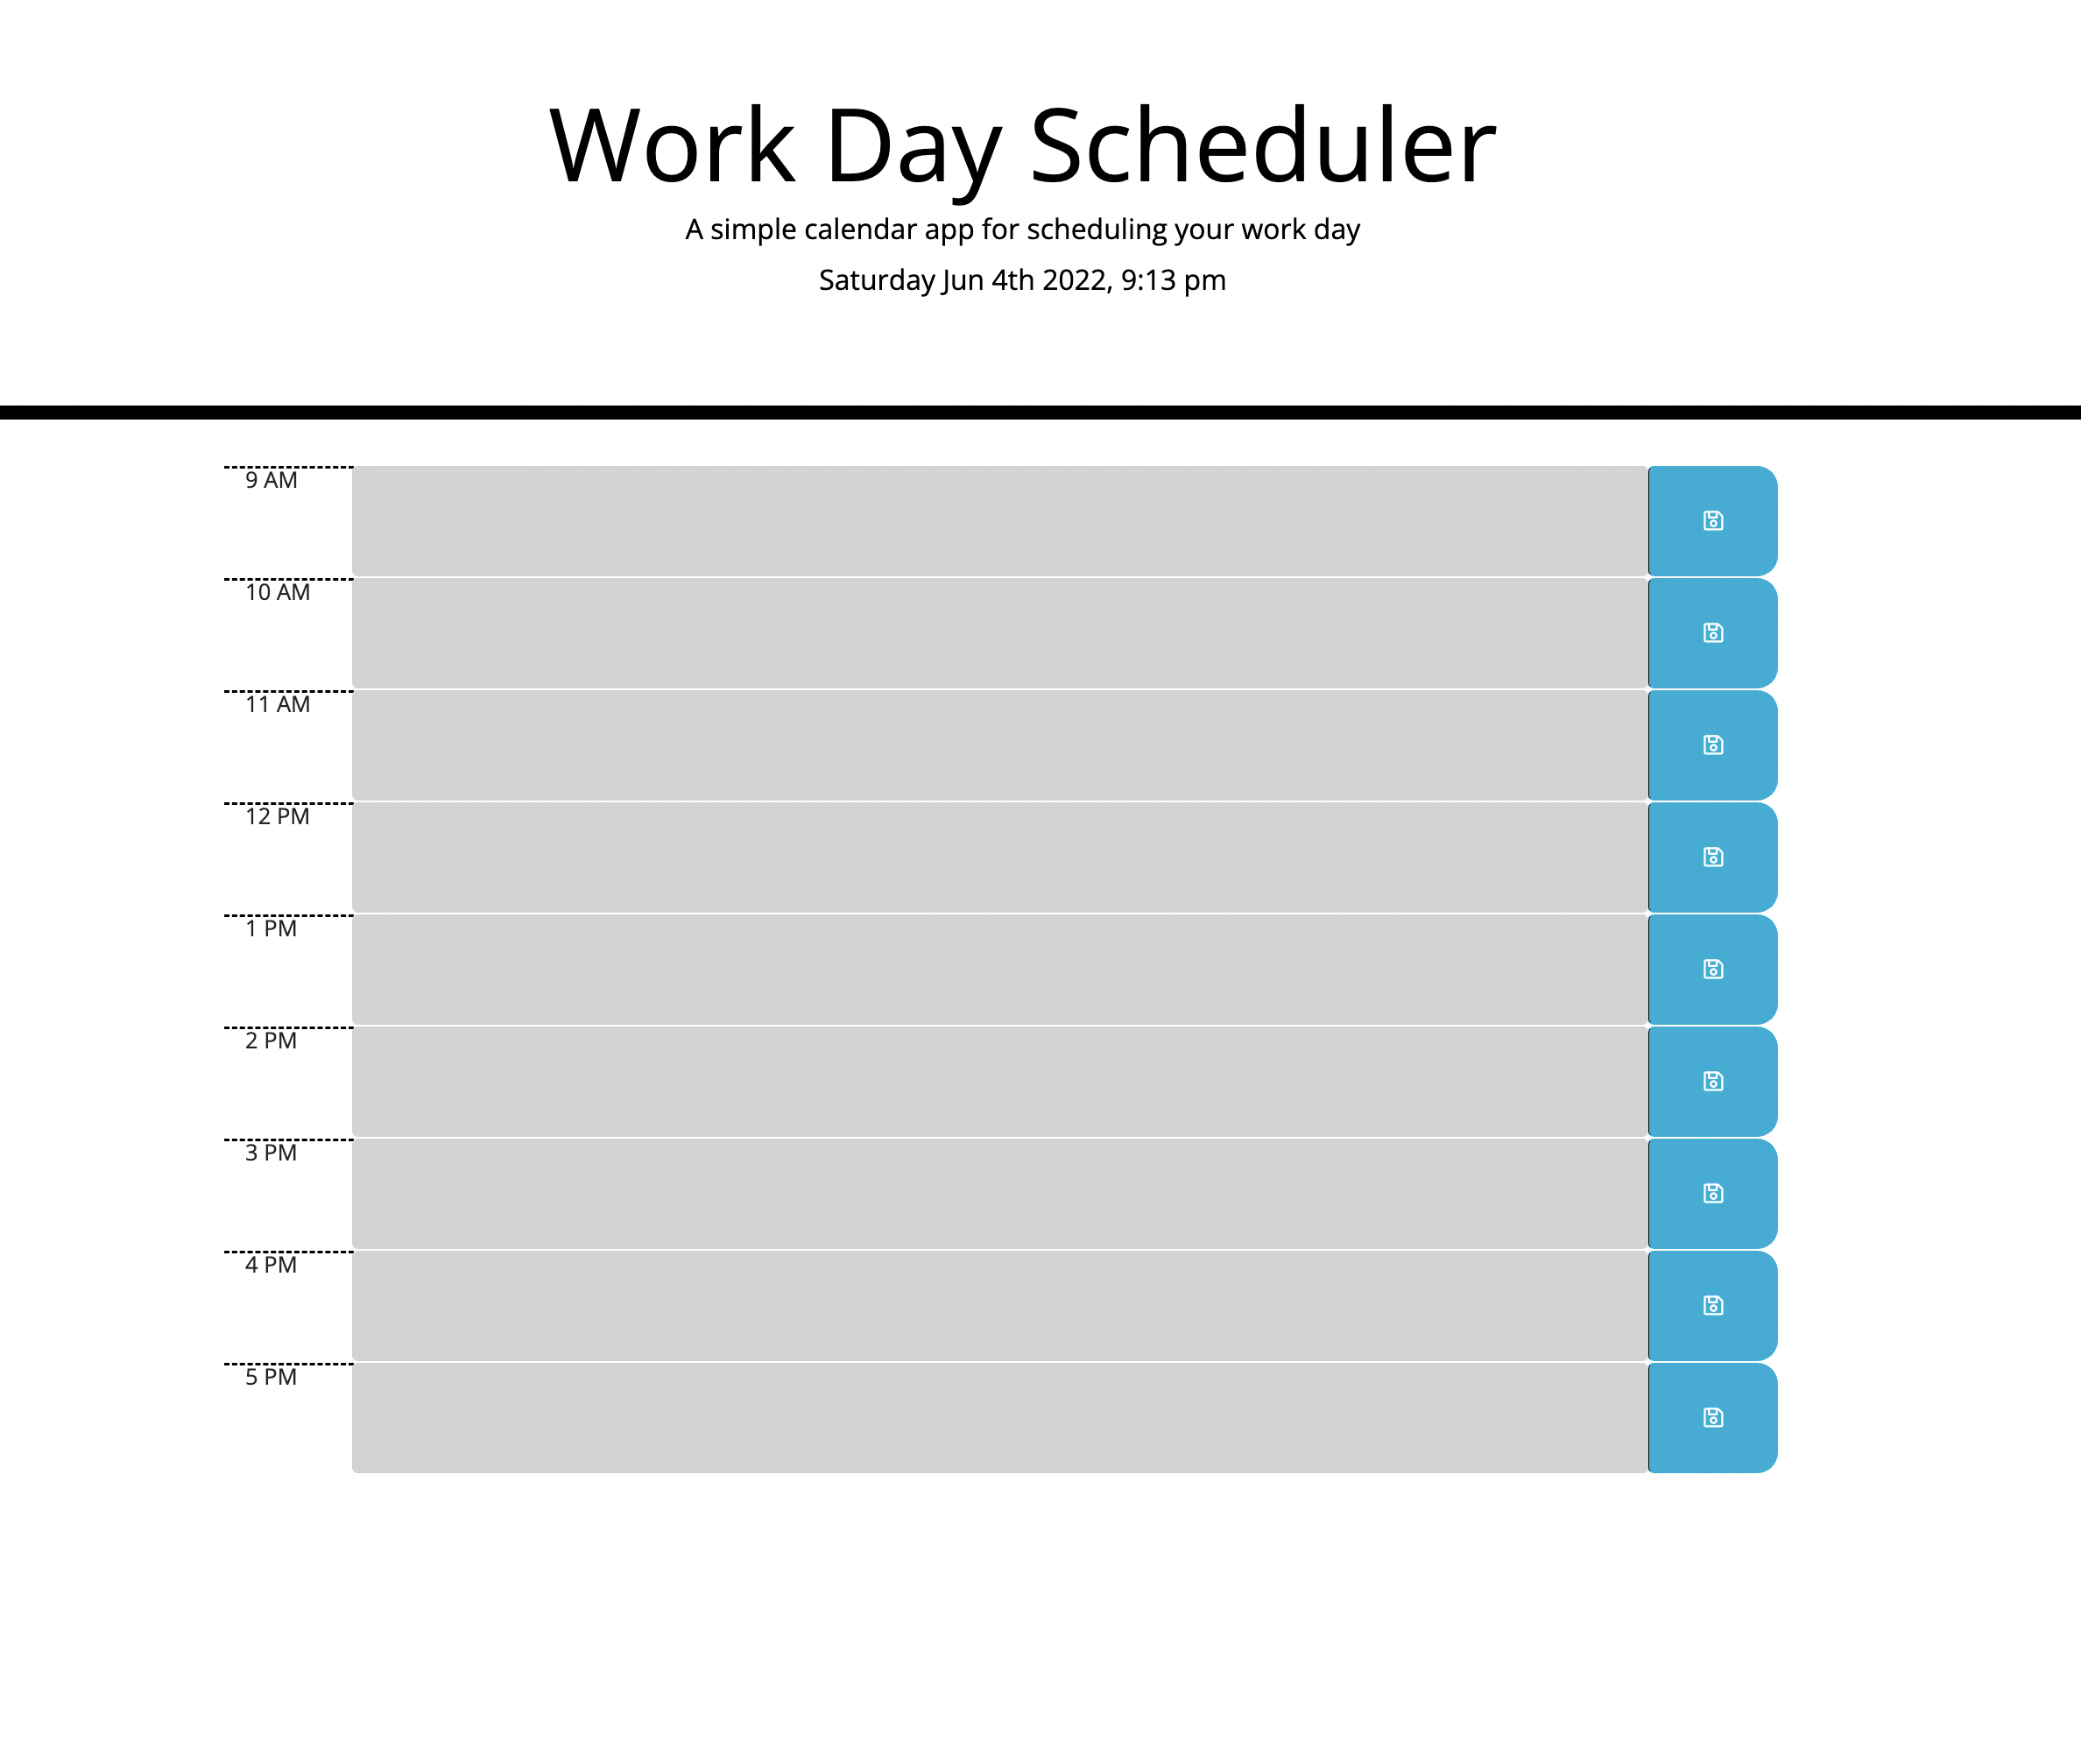 Work Day Scheduler
A simple calendar app for scheduling your work day
Saturday Jun 4th 2022, 9:13 pm
9 AM
10 AM
11 AM
12 PM
1 PM
2 PM
3 PM
4 PM
5 PM